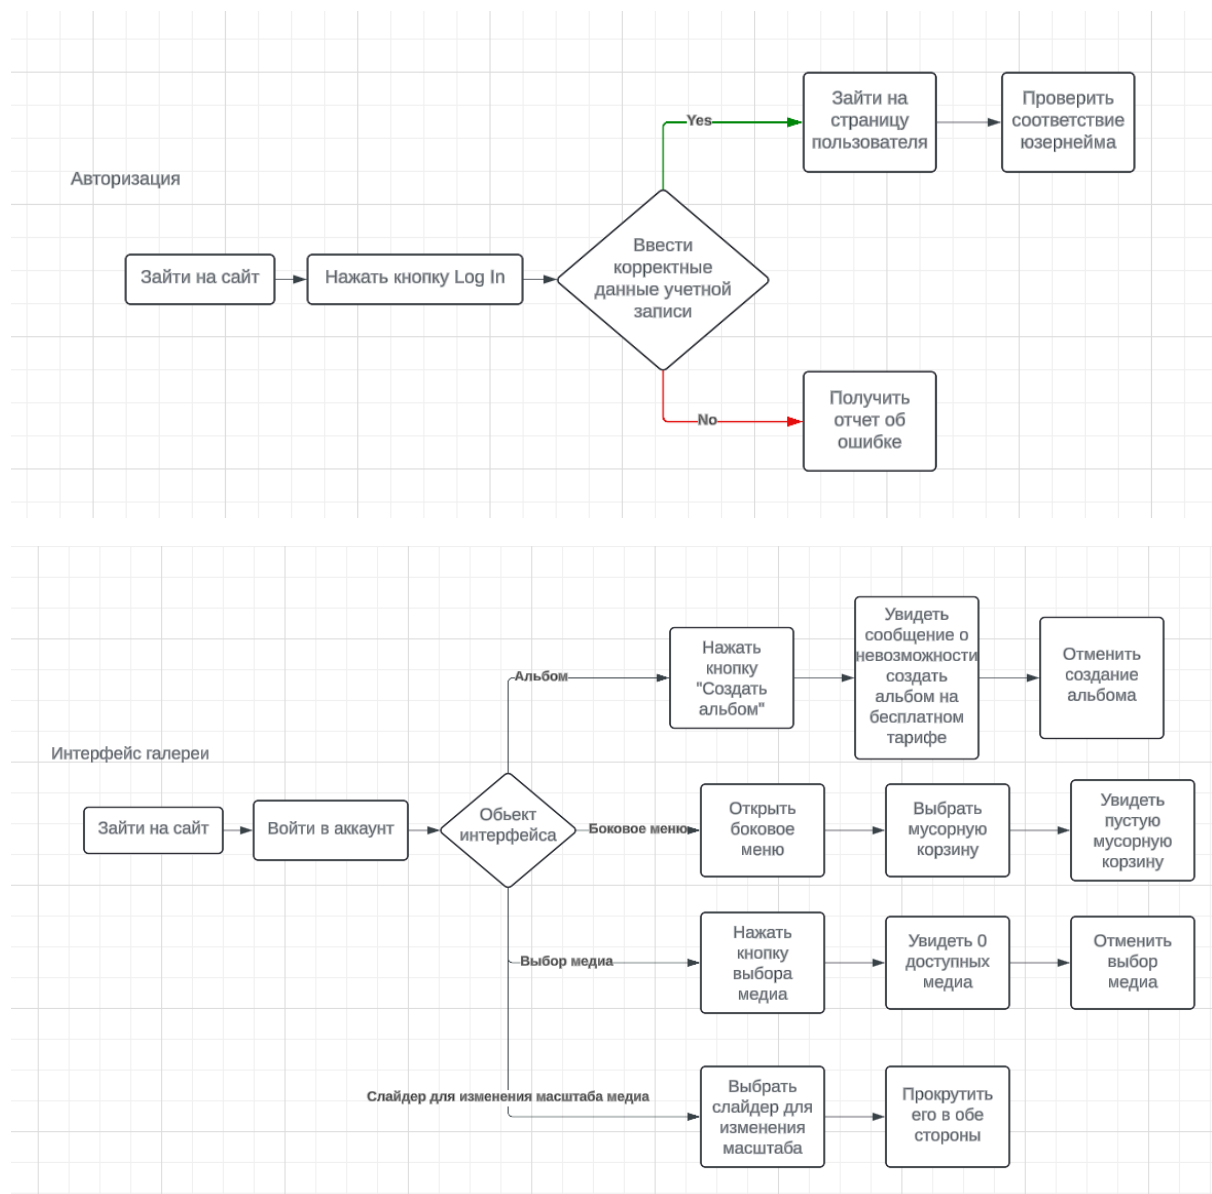 Авторизация
Зайти на сайт
Нажать кнопку Log In
Ввести
корректные
данные учетной
записи
Yes
Зайти на
страницу
пользователя
Проверить
соответствие
юзернейма
No
Получить
отчет об
ошибке
Интерфейс галереи
Зайти на сайт
Войти в аккаунт
Обьект
интерфейса
Альбом
Нажать
кнопку
"Создать
альбом"
Увидеть
сообщение о
невозможности
создать
альбом на
бесплатном
тарифе
Отменить
создание
альбома
Боковое меню
Открыть
боковое
меню
Выбрать
мусорную
корзину
Увидеть
пустую
мусорную
корзину
Выбор медиа
Нажать
кнопку
выбора
медиа
Увидеть 0
доступных
медиа
Отменить
выбор
медиа
Слайдер для изменения масштаба медиа
Выбрать
слайдер для
изменения
масштаба
Прокрутить
его в обе
стороны